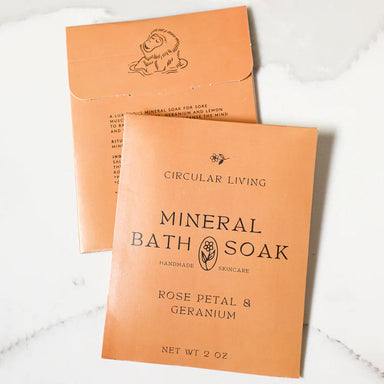 A LUXURIOUS MINERAL SOAK FOR SORE
GERANIUM AND LEMON
THE MIND
CIRCULAR LIVING
MINERAL
BATH SOAK
HANDMADE SKINCARE
ROSE PETAL &
GERANIUM
NET WT 2 OZ